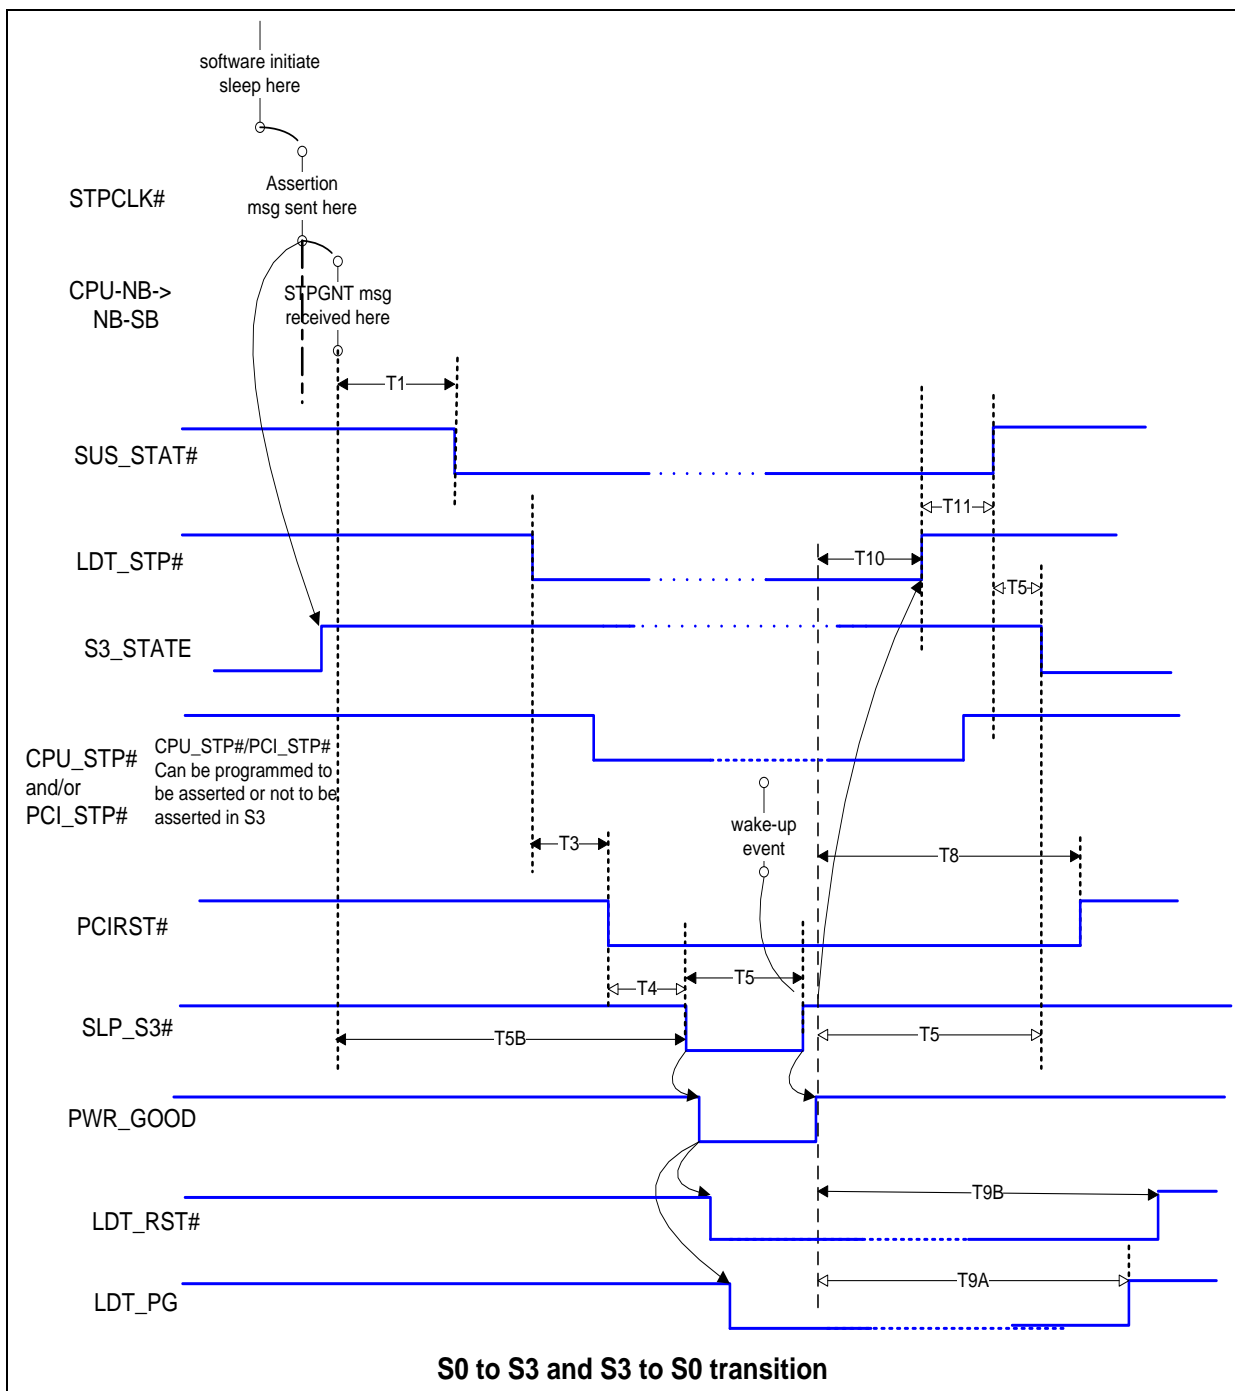 software initiate
sleep here
STPCLK#
Assertion
msg sent here
CPU-NB->
NB-SB
STPGNT msg
received here
T1
SUS_STAT#
T11
LDT_STP#
T10
T5
S3_STATE
CPU_STP#
and/or
PCI_STP#
CPU_STP#/PCI_STP#
Can be programmed to
be asserted or not to be
asserted in S3
wake-up
event
T3
T8
PCIRST#
T4
T5
SLP_S3#
T5B
T5
PWR_GOOD
LDT_RST#
T9B
LDT_PG
T9A
S0 to S3 and S3 to S0 transition